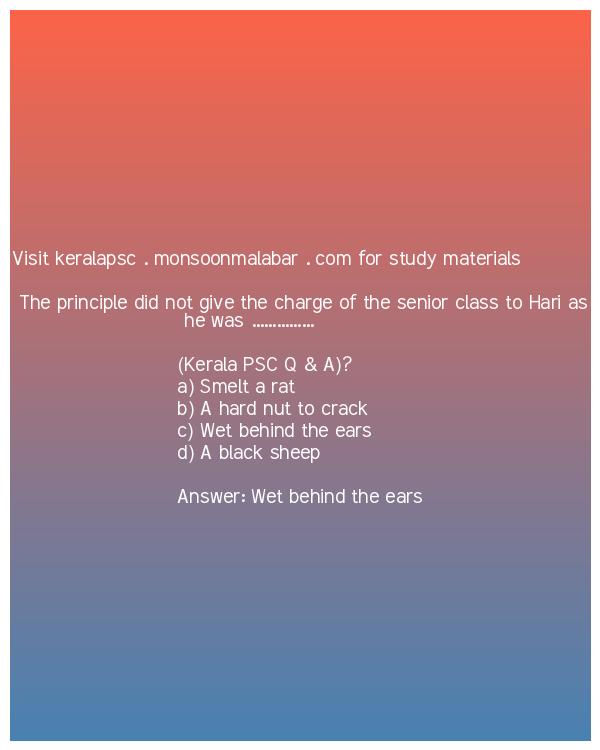 Visit keralapsc . monsoonmalabar . com for study materials
The principle did not give the charge of the senior class to Hari as
he was ...............
(Kerala PSC Q & A)?
a) Smelt a rat
b) A hard nut to crack
c) Wet behind the ears
d) A black sheep
Answer: Wet behind the ears